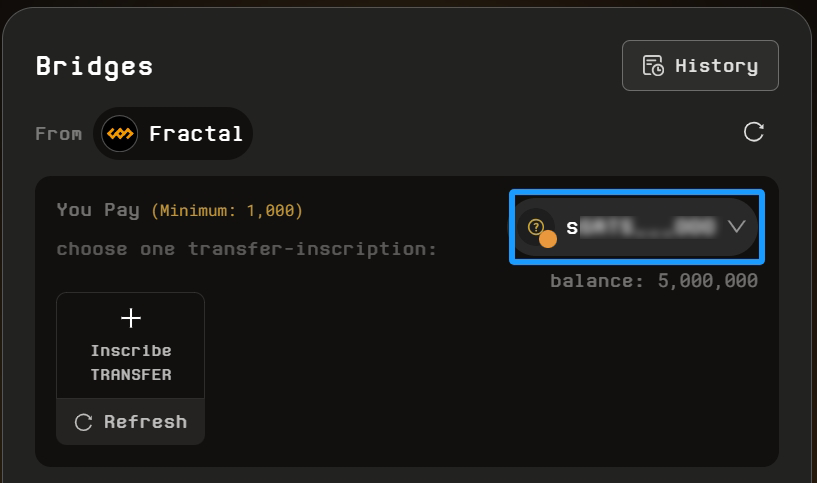 Bridges
History
From Fractal
You Pay (Minimum: 1,000)
choose one transfer-inscription:
balance: 5,000,000
Inscribe
TRANSFER
Refresh